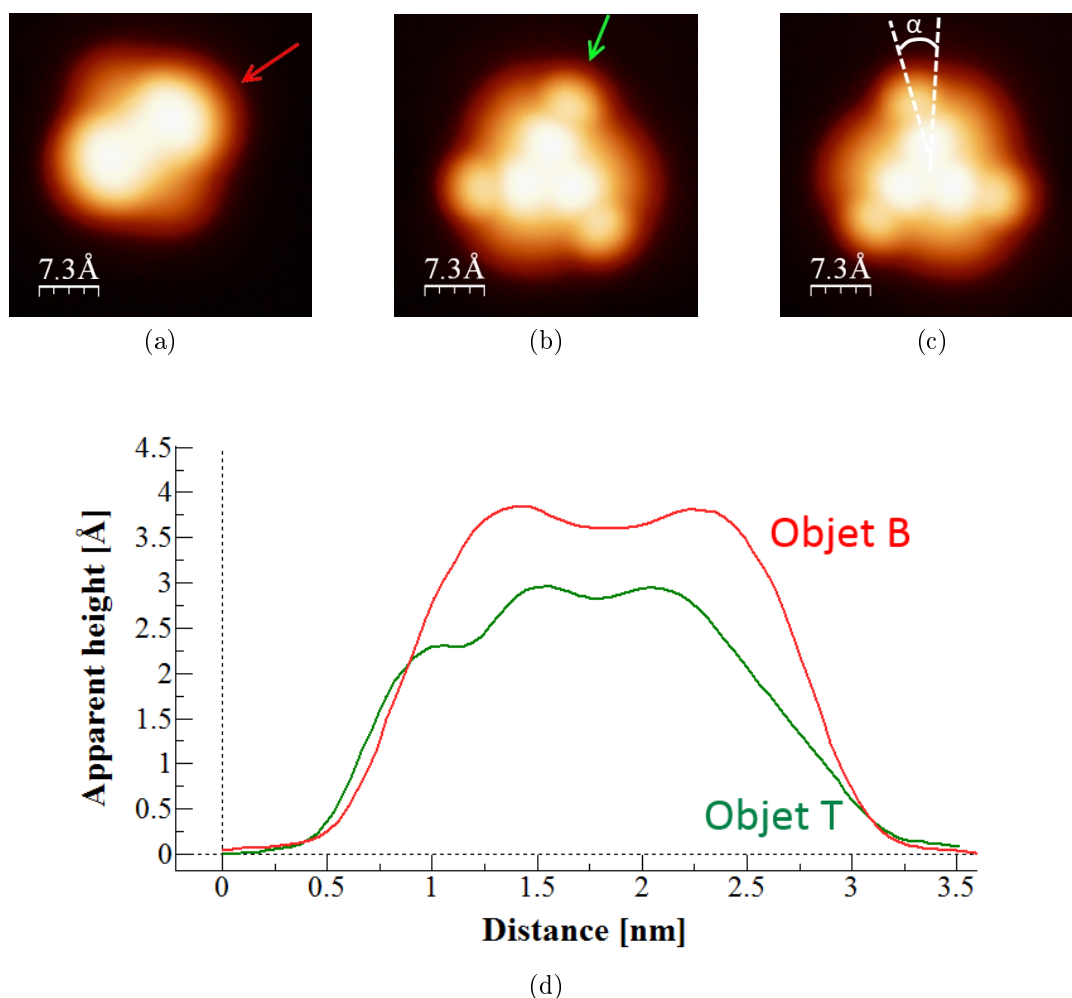 α
7.3Å
7.3Å
7.3Å
(a)
(b)
(c)
4.5
4
3.5
3
2.5
2
1.5
1
0.5
0
Apparent height [Å]
Objet B
Objet T
0
0.5
1
1.5
2
2.5
3
3.5
Distance [nm]
(d)